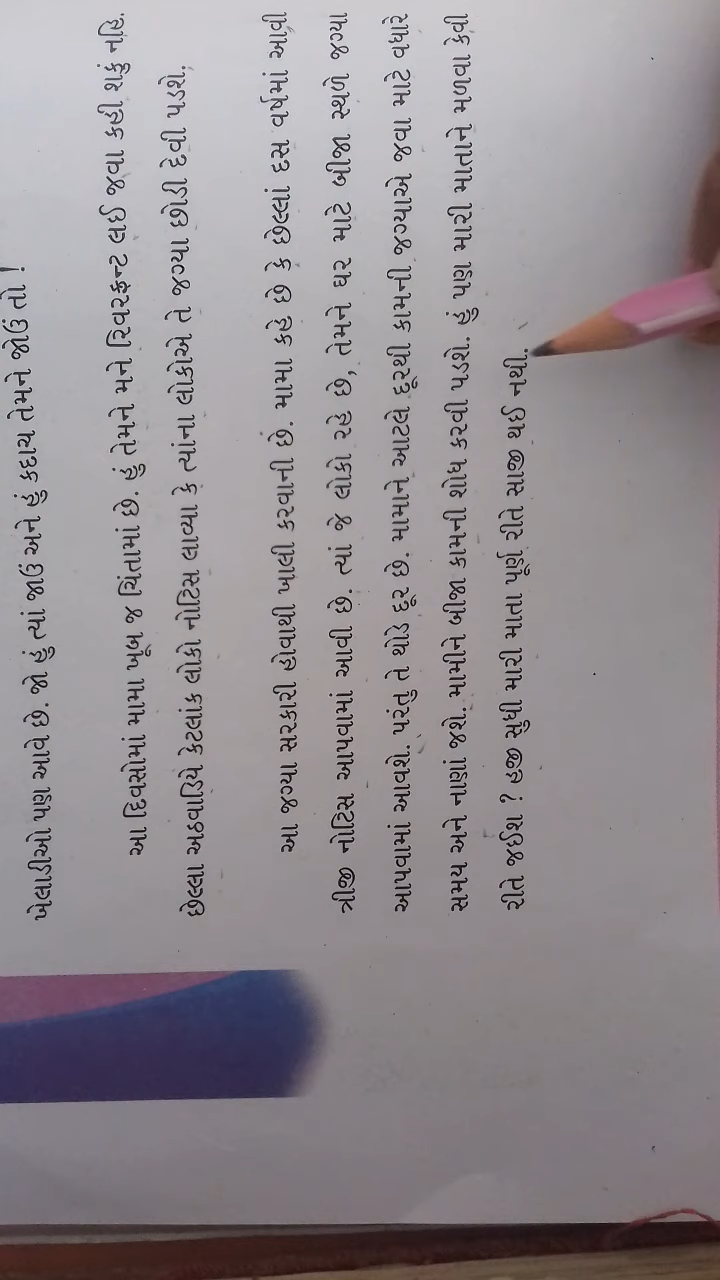 ખેલાડીઓ પણ આવે છે. જો હું ત્યાં જાઉં અને હું કદાચ તેમને જોઉં તો !
આ દિવસોમાં મામા ખૂબ જ ચિંતામાં છે. હું તેમને મને રિવરફ્રન્ટ લઈ જવા કહી શકું નહિ.
છેલ્લા અઠવાડિયે કેટલાંક લોકો નોટિસ લાવ્યા કે ત્યાંના લોકોએ તે જગ્યા છોડી દેવી પડશે.
આ જગ્યા સરકારી હોવાથી ખાલી કરવાની છે. મામા કહે છે કે છેલ્લાં દસ વર્ષમાં આવી
ત્રીજી નોટિસ આપવામાં આવી છે. ત્યાં જે લોકો રહે છે, તેમને ઘર માટે બીજા સ્થળે જગ્યા
આપવામાં આવશે. પરંતુ તે થોડે દૂર છે. મામાને આટલે દૂરથી કામની જગ્યાએ જવા માટે વધારે
સમય અને નાણાં જશે. મામીને બીજા કામની શોધ કરવી પડશે. હું પણ મારી માતાને મળવા કેવી
રીતે જઈશ ? હજી સુધી મારી માતા પૂર્ણ રીતે સાજી થઈ નથી.